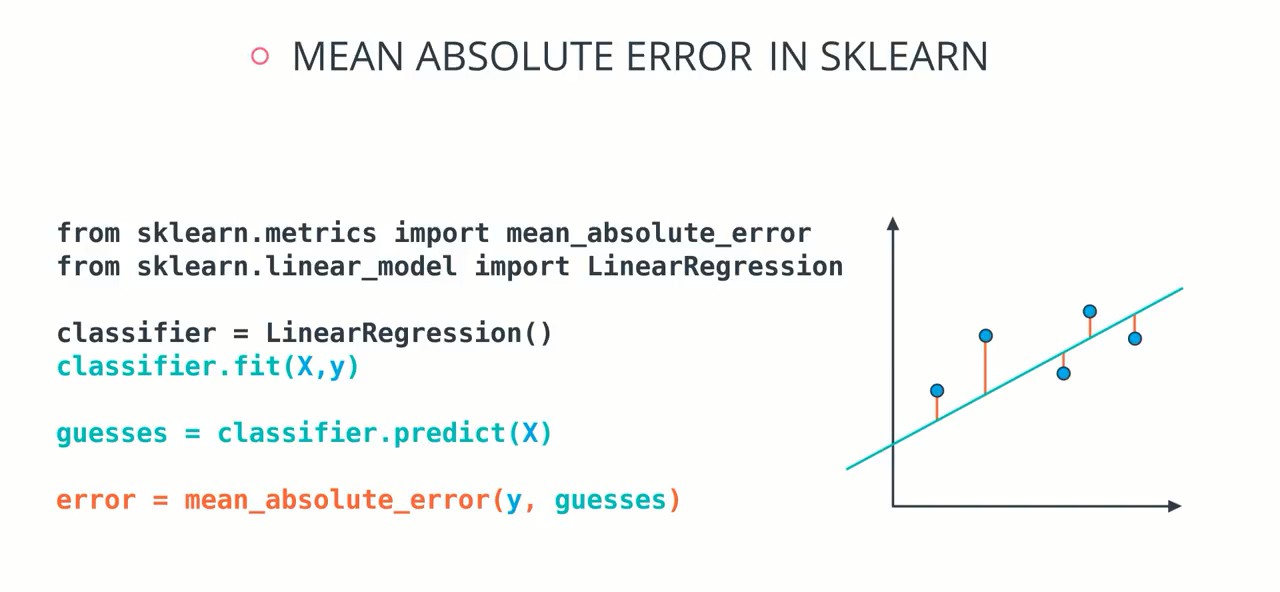 MEAN ABSOLUTE ERROR IN SKLEARN
from sklearn.metrics import mean_absolute_error
from sklearn.linear_model import LinearRegression
classifier = LinearRegression()
classifier.fit(X,y)
guesses = classifier.predict(X)
error = mean_absolute_error(y, guesses)